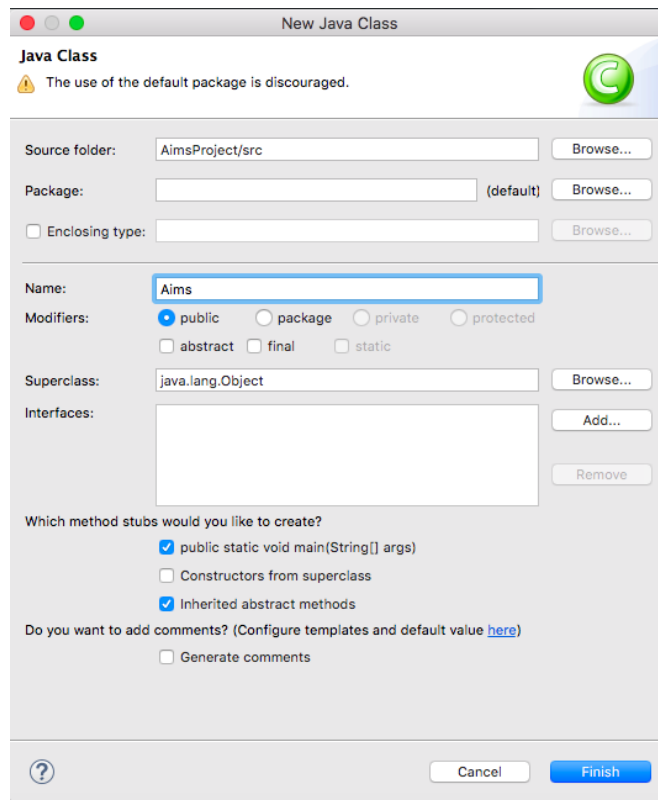 New Java Class
Java Class
The use of the default package is discouraged.
C
Source folder: AimsProject/src Browse...
Package: (default) Browse...
Enclosing type: Browse...
Name: Aims
Modifiers: public package private protected
abstract final static
Superclass: java.lang.Object Browse...
Interfaces: Add...
Remove
Which method stubs would you like to create?
public static void main(String[] args)
Constructors from superclass
Inherited abstract methods
Do you want to add comments? (Configure templates and default value here)
Generate comments
? Cancel Finish